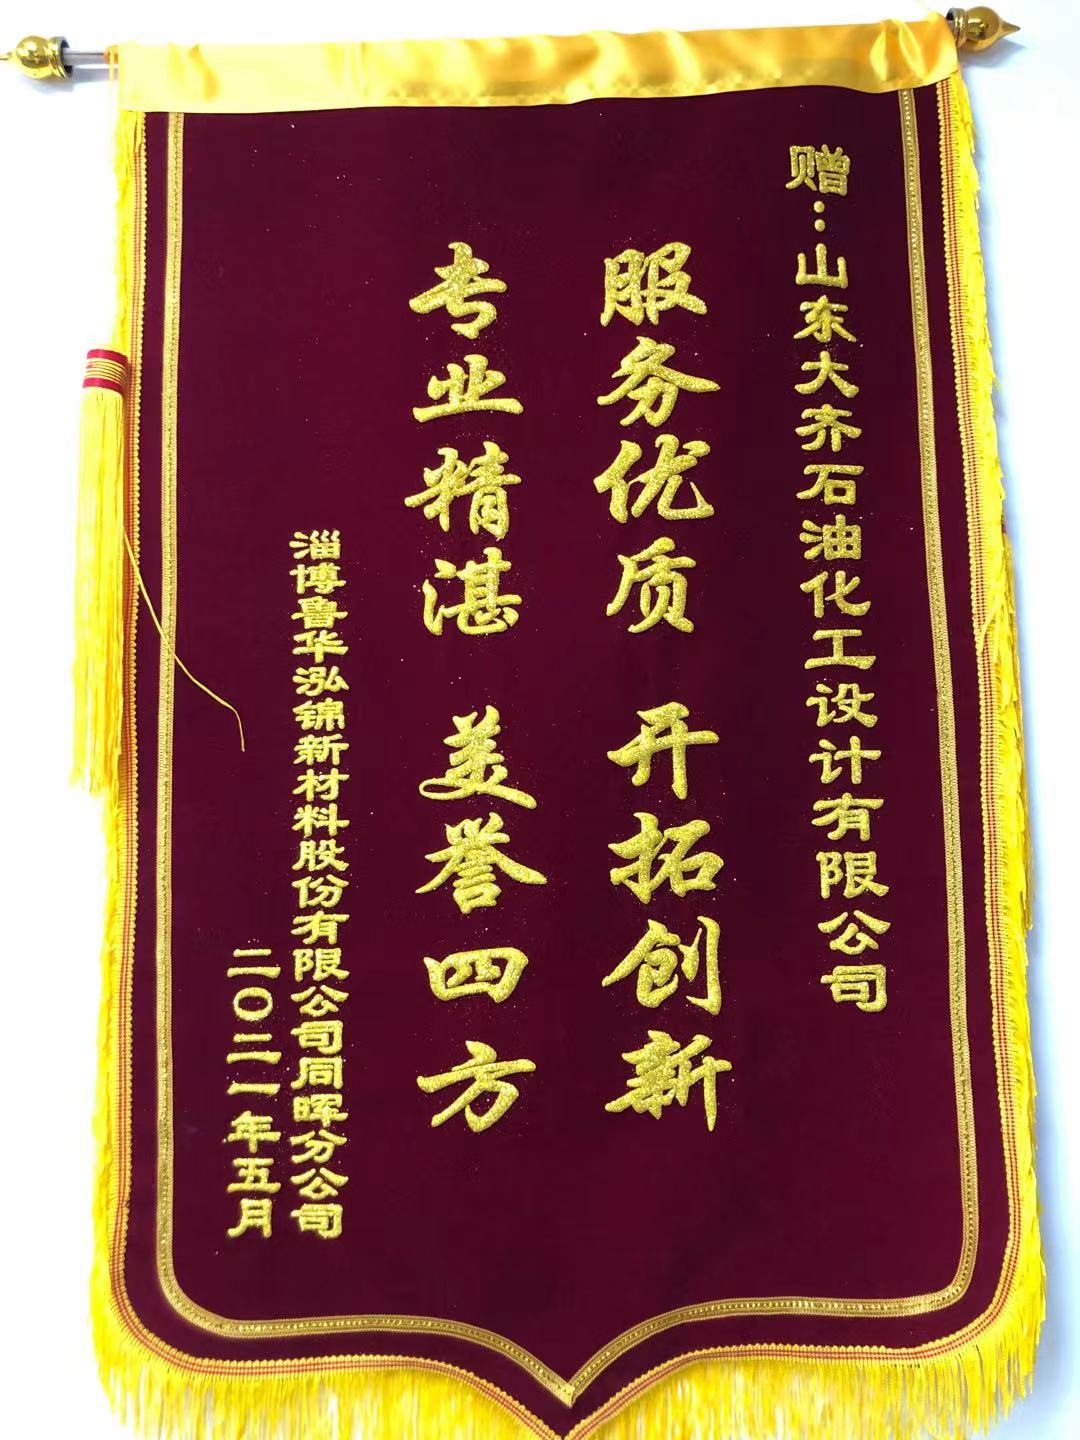 赠:山东大齐石油化工设计有限公司
服务优质 开拓创新
专业精湛 美誉四方
淄博鲁华泓锦新材料股份有限公司同晖分公司
二〇二一年五月